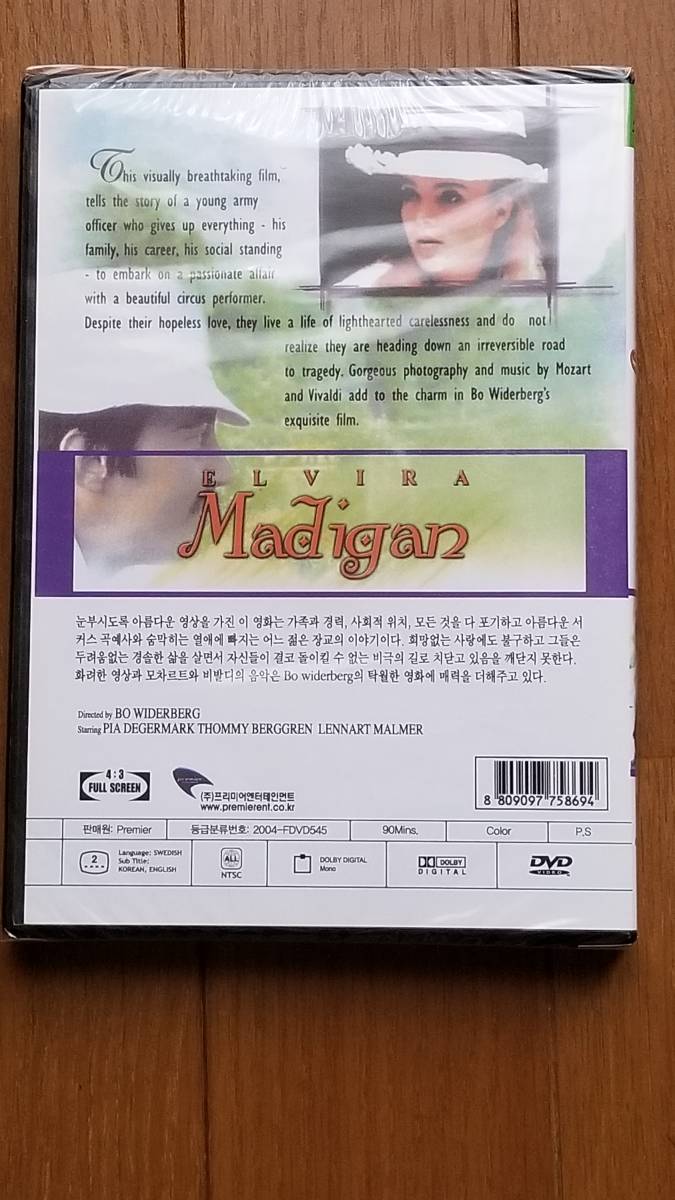 This visually breathtaking film,
tells the story of a young army
officer who gives up everything - his
family, his career, his social standing
- to embark on a passionate affair
with a beautiful circus performer.
Despite their hopeless love, they live a life of lighthearted carelessness and do not
realize they are heading down an irreversible road
to tragedy. Gorgeous photography and music by Mozart
and Vivaldi add to the charm in Bo Widerberg's
exquisite film.
ELVIRA
Madigan
눈부시도록 아름다운 영상을 가진 이 영화는 가족과 경력, 사회적 위치, 모든 것을 다 포기하고 아름다운 서
커스 곡예사와 숨막히는 열애에 빠지는 어느 젊은 장교의 이야기이다. 희망없는 사랑에도 불구하고 그들은
두려움없는 경솔한 삶을 살면서 자신들이 결코 돌이킬 수 없는 비극의 길로 치닫고 있음을 깨닫지 못한다.
화려한 영상과 모차르트와 비발디의 음악은 Bo widerberg의 탁월한 영화에 매력을 더해주고 있다.
Directed by BO WIDERBERG
Starring PIA DEGERMARK THOMMY BERGGREN LENNART MALMER
4:3
FULL SCREEN
(주)프리미어엔터테인먼트
www.premierent.co.kr
8 809097 758694
판매원: Premier
등급분류번호: 2004-FDVD545
90Mins.
Color
P.S
2
Language: SWEDISH
Sub Title:
KOREAN, ENGLISH
ALL
NTSC
DOLBY DIGITAL
Mono
DOLBY
DIGITAL
DVD
VIDEO